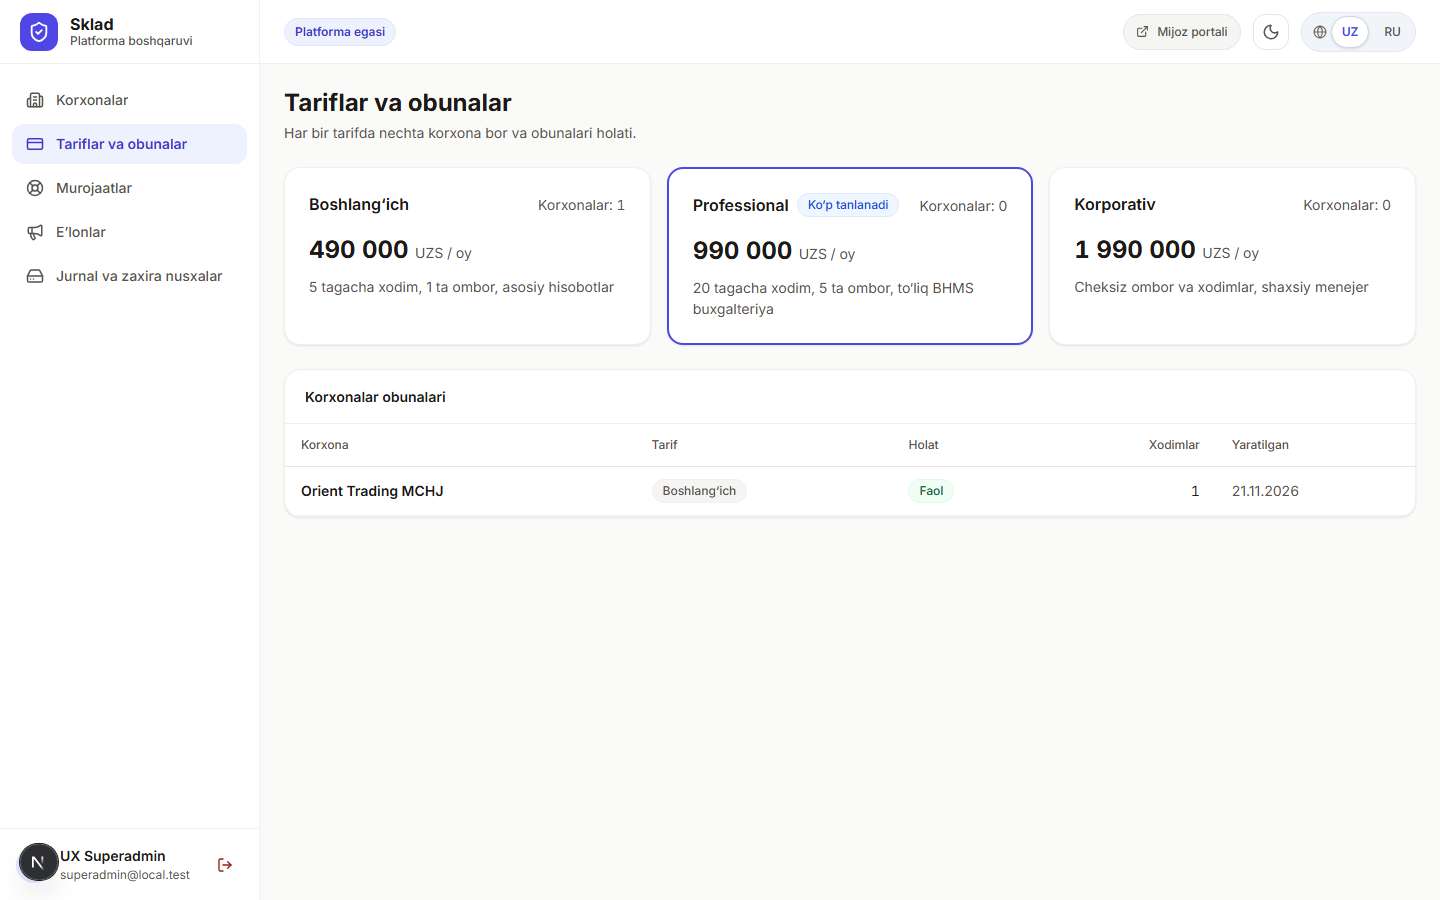 Sklad
Platforma boshqaruvi
Platforma egasi
Mijoz portali
UZ
RU
Korxonalar
Tariflar va obunalar
Murojaatlar
E’lonlar
Jurnal va zaxira nusxalar
Tariflar va obunalar
Har bir tarifda nechta korxona bor va obunalari holati.
Boshlang‘ich
Korxonalar: 1
490 000 UZS / oy
5 tagacha xodim, 1 ta ombor, asosiy hisobotlar
Professional
Ko‘p tanlanadi
Korxonalar: 0
990 000 UZS / oy
20 tagacha xodim, 5 ta ombor, to‘liq BHMS
buxgalteriya
Korporativ
Korxonalar: 0
1 990 000 UZS / oy
Cheksiz ombor va xodimlar, shaxsiy menejer
Korxonalar obunalari
Korxona Tarif Holat Xodimlar Yaratilgan
Orient Trading MCHJ Boshlang‘ich Faol 1 21.11.2026
N
UX Superadmin
superadmin@local.test